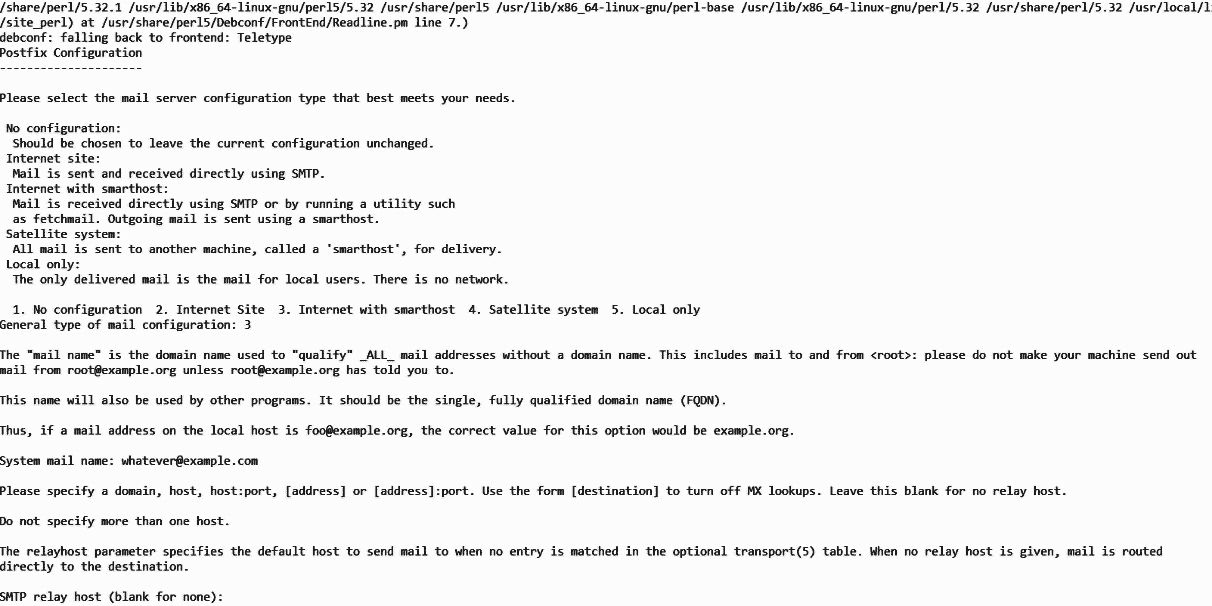 /share/perl/5.32.1 /usr/lib/x86_64-linux-gnu/perl5/5.32 /usr/share/perl5 /usr/lib/x86_64-linux-gnu/perl-base /usr/lib/x86_64-linux-gnu/perl/5.32 /usr/share/perl/5.32 /usr/local/l
/site_perl) at /usr/share/perl5/Debconf/FrontEnd/Readline.pm line 7.)
debconf: falling back to frontend: Teletype
Postfix Configuration
---------------------
Please select the mail server configuration type that best meets your needs.
No configuration:
Should be chosen to leave the current configuration unchanged.
Internet site:
Mail is sent and received directly using SMTP.
Internet with smarthost:
Mail is received directly using SMTP or by running a utility such
as fetchmail. Outgoing mail is sent using a smarthost.
Satellite system:
All mail is sent to another machine, called a 'smarthost', for delivery.
Local only:
The only delivered mail is the mail for local users. There is no network.
1. No configuration 2. Internet Site 3. Internet with smarthost 4. Satellite system 5. Local only
General type of mail configuration: 3
The "mail name" is the domain name used to "qualify" _ALL_ mail addresses without a domain name. This includes mail to and from <root>: please do not make your machine send out
mail from root@example.org unless root@example.org has told you to.
This name will also be used by other programs. It should be the single, fully qualified domain name (FQDN).
Thus, if a mail address on the local host is foo@example.org, the correct value for this option would be example.org.
System mail name: whatever@example.com
Please specify a domain, host, host:port, [address] or [address]:port. Use the form [destination] to turn off MX lookups. Leave this blank for no relay host.
Do not specify more than one host.
The relayhost parameter specifies the default host to send mail to when no entry is matched in the optional transport(5) table. When no relay host is given, mail is routed
directly to the destination.
SMTP relay host (blank for none):